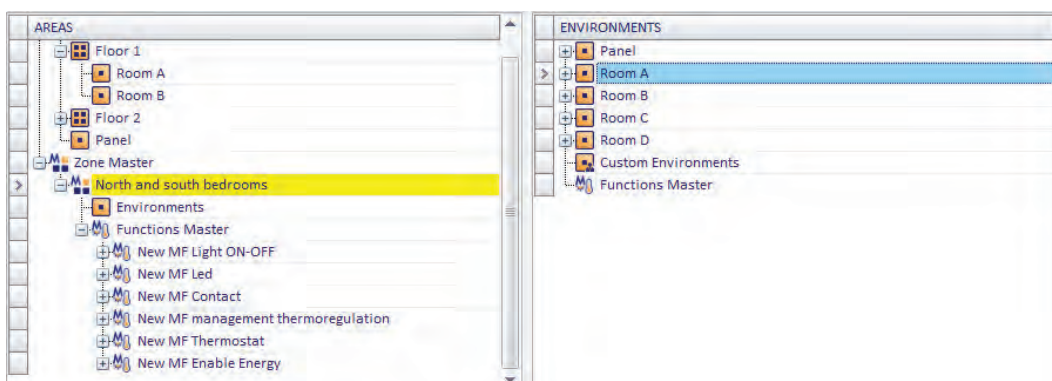 AREAS
Floor 1
Room A
Room B
Floor 2
Panel
Zone Master
North and south bedrooms
Environments
Functions Master
New MF Light ON-OFF
New MF Led
New MF Contact
New MF management thermoregulation
New MF Thermostat
New MF Enable Energy
ENVIRONMENTS
Panel
Room A
Room B
Room C
Room D
Custom Environments
Functions Master